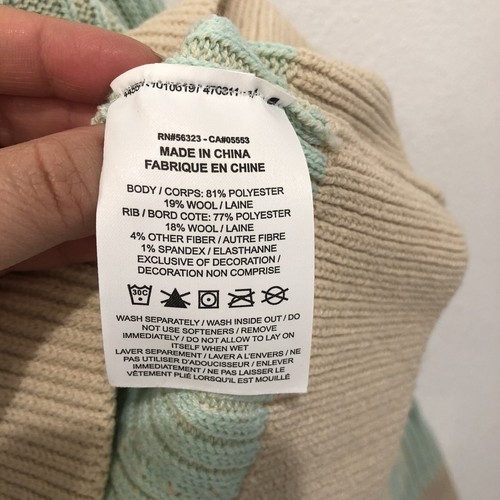 RN#56323 - CA#05553
MADE IN CHINA
FABRIQUE EN CHINE
BODY / CORPS: 81% POLYESTER
19% WOOL / LAINE
RIB / BORD COTE: 77% POLYESTER
18% WOOL / LAINE
4% OTHER FIBER / AUTRE FIBRE
1% SPANDEX / ELASTHANNE
EXCLUSIVE OF DECORATION /
DECORATION NON COMPRISE
30C
WASH SEPARATELY / WASH INSIDE OUT / DO
NOT USE SOFTENERS / REMOVE
IMMEDIATELY / DO NOT ALLOW TO LAY ON
ITSELF WHEN WET
LAVER SEPAREMENT / LAVER A L'ENVERS / NE
PAS UTILISER D'ADOUCISSEUR / ENLEVER
IMMÉDIATEMENT / NE PAS LAISSER LE
VÊTEMENT PLIÉ LORSQU'IL EST MOUILLÉ